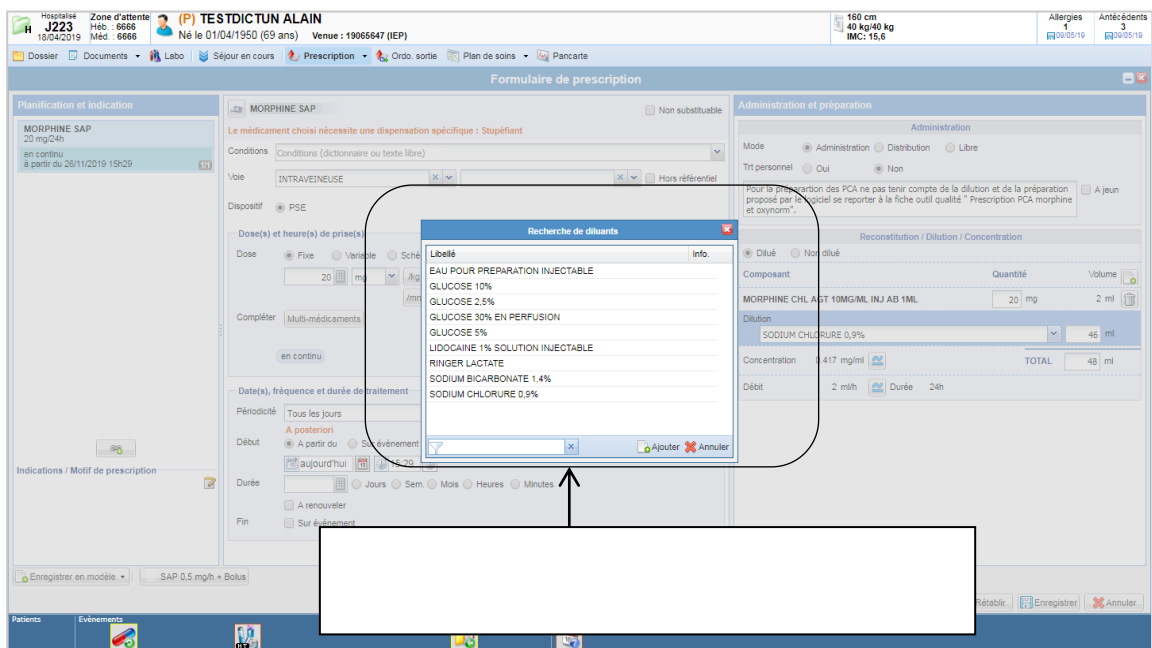 Hospitalisé
J223
18/04/2019
Zone d'attente
Héb. : 6666
Méd. : 6666
(P) TESTDICTUN ALAIN
Né le 01/04/1950 (69 ans) Venue : 19065647 (IEP)
160 cm
40 kg/40 kg
IMC: 15,6
Allergies
1
09/05/19
Antécédents
3
09/05/19
Dossier Documents Labo Séjour en cours Prescription Ordo. sortie Plan de soins Pancarte
Formulaire de prescription
Planification et indication
MORPHINE SAP
20 mg/24h
en continu
à partir du 26/11/2019 15h29
Indications / Motif de prescription
MORPHINE SAP Non substituable
Le médicament choisi nécessite une dispensation spécifique : Stupéfiant
Conditions Conditions (dictionnaire ou texte libre)
Voie INTRAVEINEUSE Hors référentiel
Dispositif PSE
Dose(s) et heure(s) de prise(s)
Dose Fixe Variable Sché
20 mg /kg
Compléter Multi-médicaments
en continu
Date(s), fréquence et durée de traitement
Périodicité Tous les jours
A posteriori
Début A partir du Sur événement
aujourd'hui 15:29
Durée Jours Sem. Mois Heures Minutes
A renouveler
Fin Sur événement
Recherche de diluants
Libellé Info.
EAU POUR PREPARATION INJECTABLE
GLUCOSE 10%
GLUCOSE 2,5%
GLUCOSE 30% EN PERFUSION
GLUCOSE 5%
LIDOCAINE 1% SOLUTION INJECTABLE
RINGER LACTATE
SODIUM BICARBONATE 1,4%
SODIUM CHLORURE 0,9%
Ajouter Annuler
Administration et préparation
Administration
Mode Administration Distribution Libre
Trt personnel Oui Non
Pour la préparartion des PCA ne pas tenir compte de la dilution et de la préparation
proposé par le logiciel se reporter à la fiche outil qualité " Prescription PCA morphine
et oxynorm".
A jeun
Reconstitution / Dilution / Concentration
Dilué Non dilué
Composant Quantité Volume
MORPHINE CHL AGT 10MG/ML INJ AB 1ML 20 mg 2 ml
Dilution
SODIUM CHLORURE 0,9% 46 ml
Concentration 0.417 mg/ml TOTAL 48 ml
Débit 2 ml/h Durée 24h
Enregistrer en modèle SAP 0,5 mg/h + Bolus
Rétablir Enregistrer Annuler
Patients Evènements